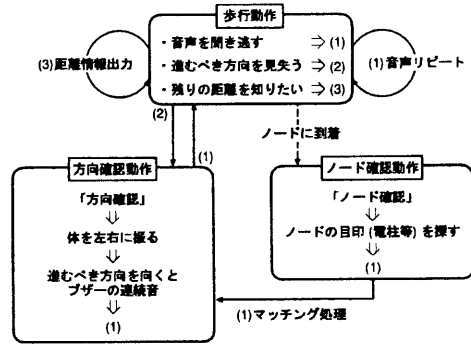 歩行動作
・音声を聞き逃す ⇒ (1)
・進むべき方向を見失う ⇒ (2)
・残りの距離を知りたい ⇒ (3)
(3)距離情報出力
(1)音声リピート
(2)
(1)
ノードに到着
方向確認動作
「方向確認」
⇓
体を左右に振る
⇓
進むべき方向を向くと
ブザーの連続音
⇓
(1)
ノード確認動作
「ノード確認」
⇓
ノードの目印(電柱等)を探す
⇓
(1)
(1)マッチング処理